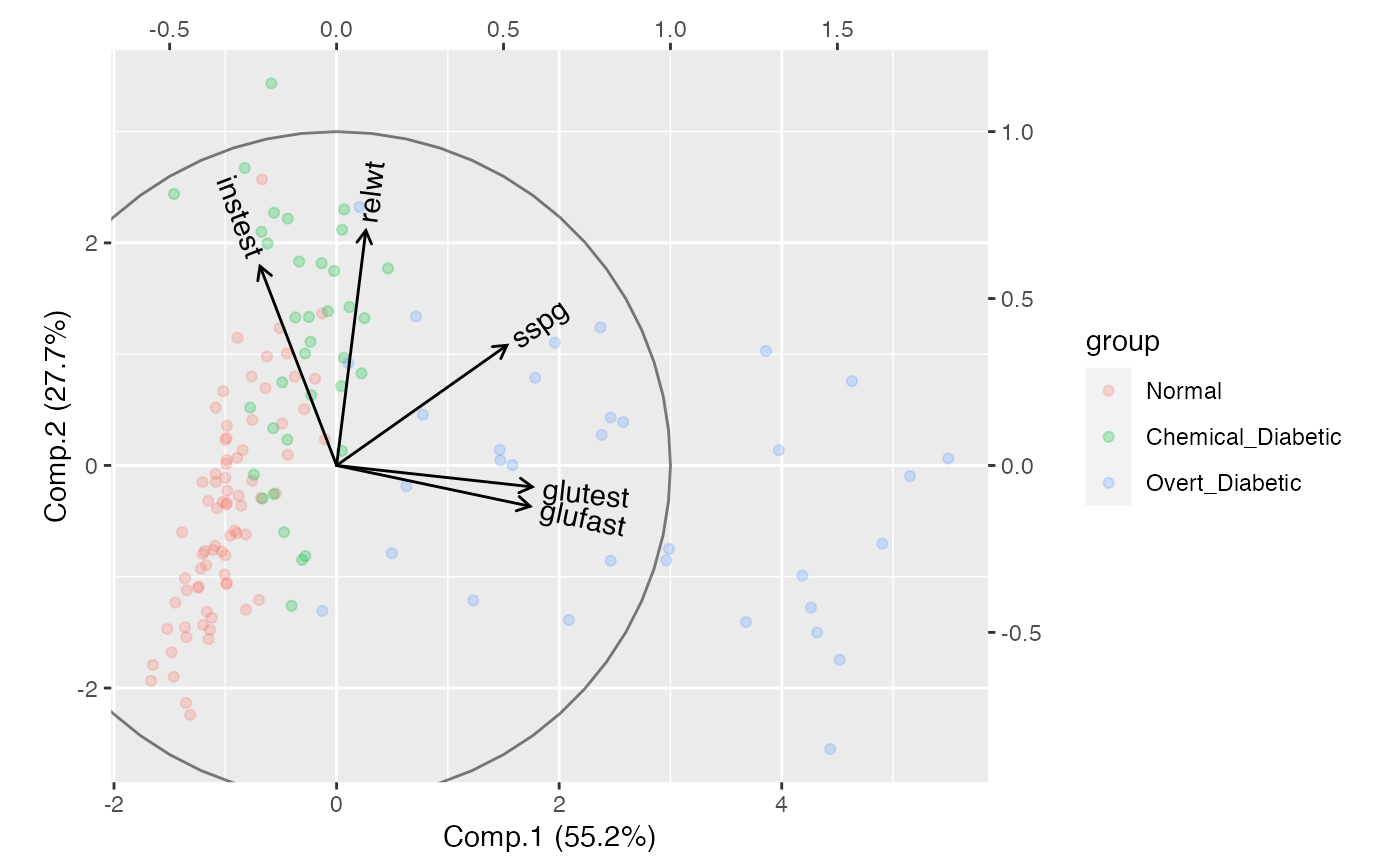 -0.5 0.0 0.5 1.0 1.5
instest
relwt
sspg
glutest
glufast
2
0
-2
Comp.2 (27.7%)
1.0
0.5
0.0
-0.5
-2 0 2 4
Comp.1 (55.2%)
group
Normal
Chemical_Diabetic
Overt_Diabetic